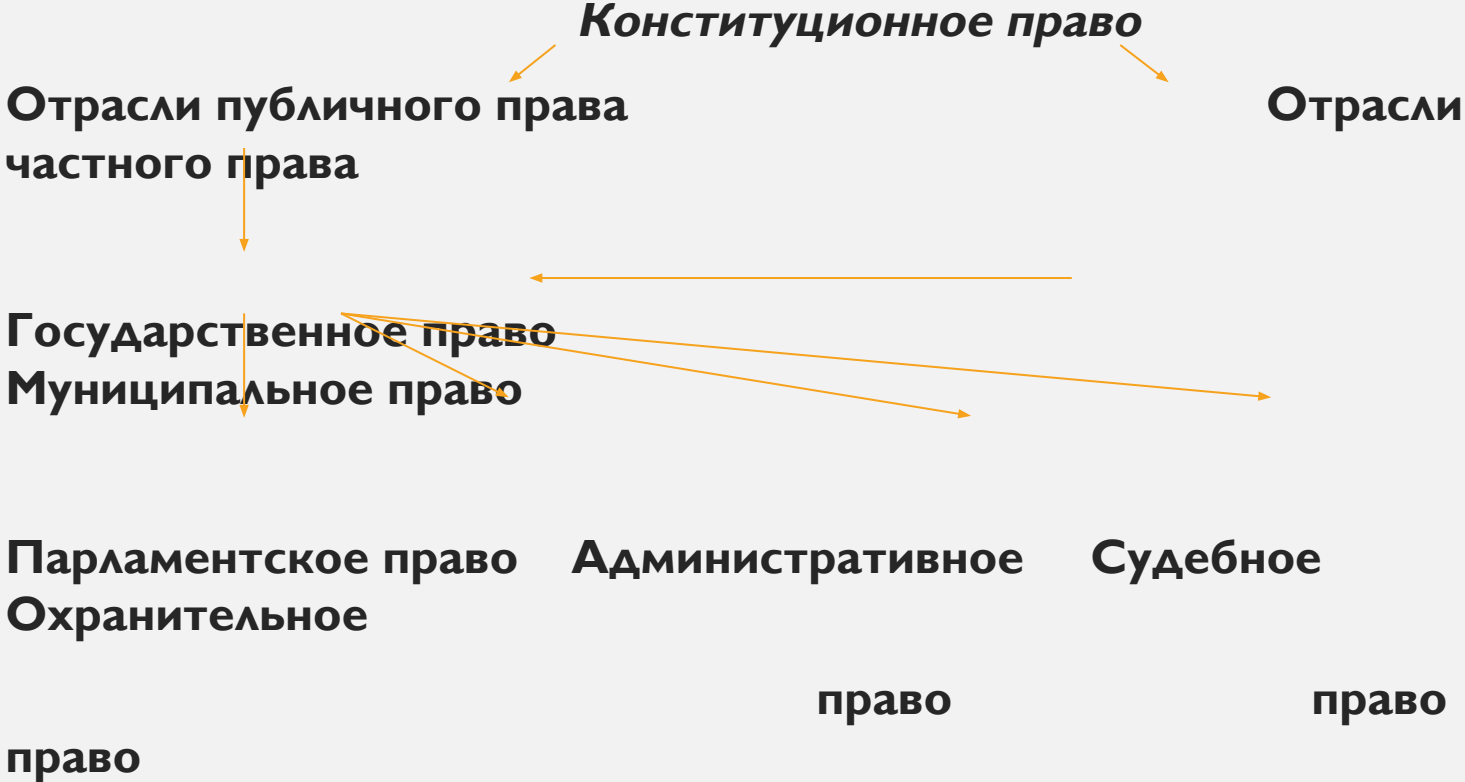 Конституционное право
Отрасли публичного права Отрасли
частного права
Государственное право
Муниципальное право
Парламентское право Административное Судебное
Охранительное
право право
право